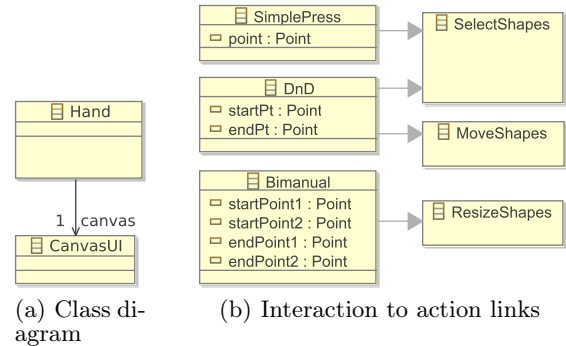 Hand
1 canvas
CanvasUI
(a) Class di-
agram
SimplePress
point : Point
DnD
startPt : Point
endPt : Point
Bimanual
startPoint1 : Point
startPoint2 : Point
endPoint1 : Point
endPoint2 : Point
SelectShapes
MoveShapes
ResizeShapes
(b) Interaction to action links